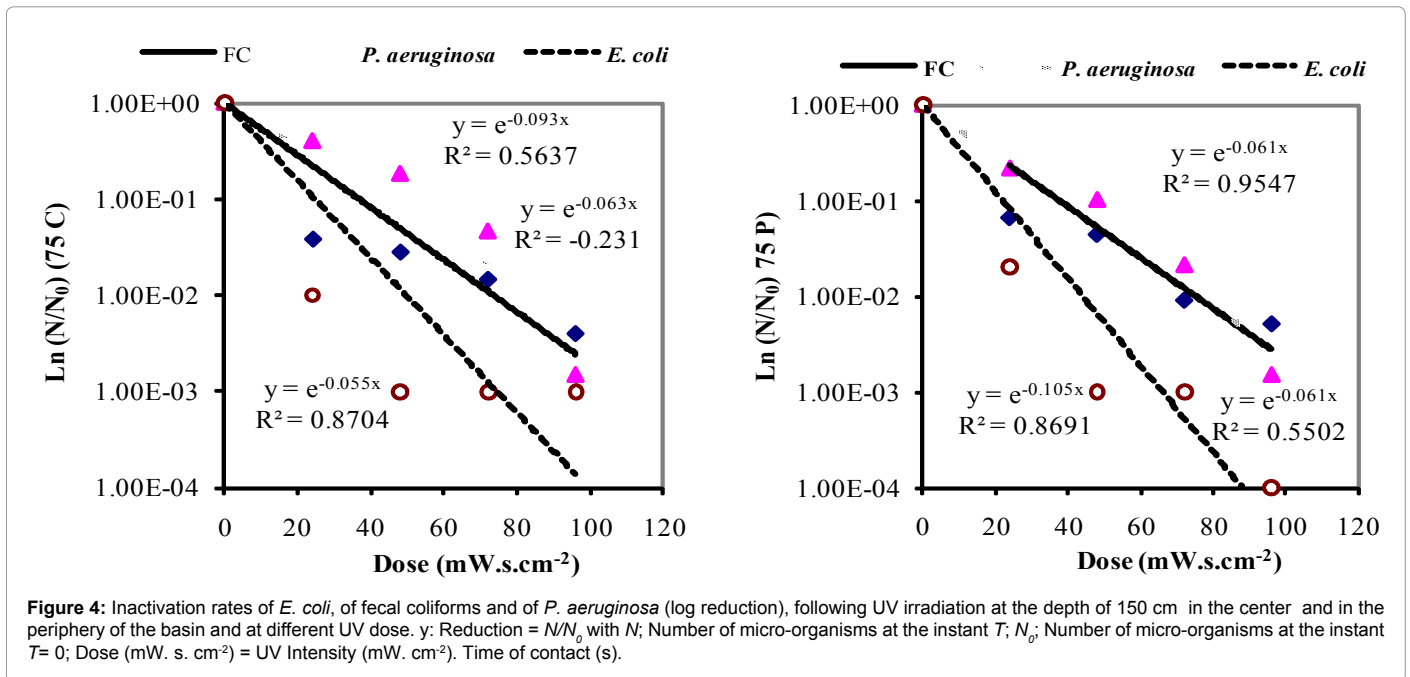 FC P. aeruginosa E. coli
1.00E+00
1.00E-01
1.00E-02
1.00E-03
1.00E-04
Ln (N/N₀) (75 C)
y = e^-0.093x
R² = 0.5637
y = e^-0.063x
R² = -0.231
y = e^-0.055x
R² = 0.8704
0 20 40 60 80 100 120
Dose (mW.s.cm⁻²)
FC P. aeruginosa E. coli
1.00E+00
1.00E-01
1.00E-02
1.00E-03
1.00E-04
Ln (N/N₀) 75 P)
y = e^-0.061x
R² = 0.9547
y = e^-0.105x
R² = 0.8691
y = e^-0.061x
R² = 0.5502
0 20 40 60 80 100 120
Dose (mW.s.cm⁻²)
Figure 4: Inactivation rates of E. coli, of fecal coliforms and of P. aeruginosa (log reduction), following UV irradiation at the depth of 150 cm in the center and in the
periphery of the basin and at different UV dose. y: Reduction = N/N₀ with N; Number of micro-organisms at the instant T; N₀; Number of micro-organisms at the instant
T= 0; Dose (mW. s. cm⁻²) = UV Intensity (mW. cm⁻²). Time of contact (s).